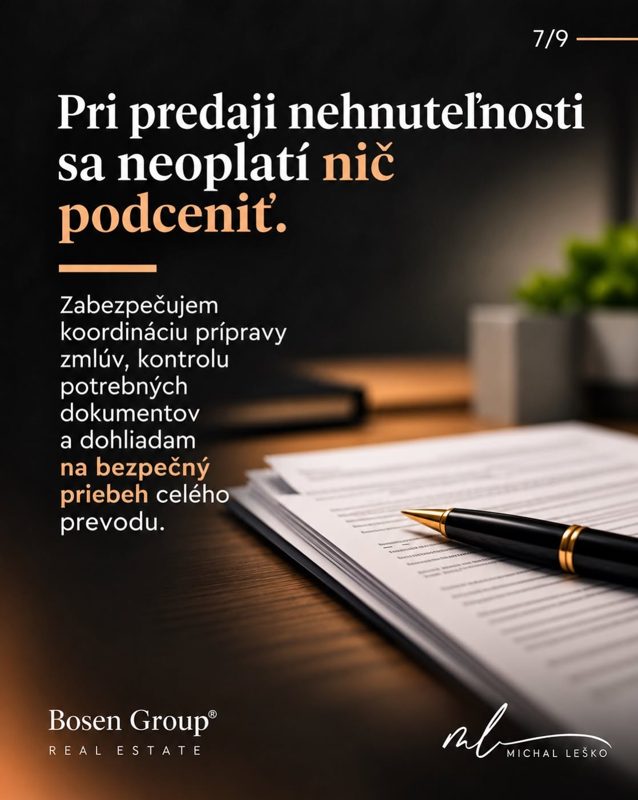 7/9
Pri predaji nehnuteľnosti
sa neoplatí nič
podceniť.
Zabezpečujem
koordináciu prípravy
zmlúv, kontrolu
potrebných
dokumentov
a dohliadam
na bezpečný
priebeh celého
prevodu.
Bosen Group®
REAL ESTATE
ml
MICHAL LEŠKO